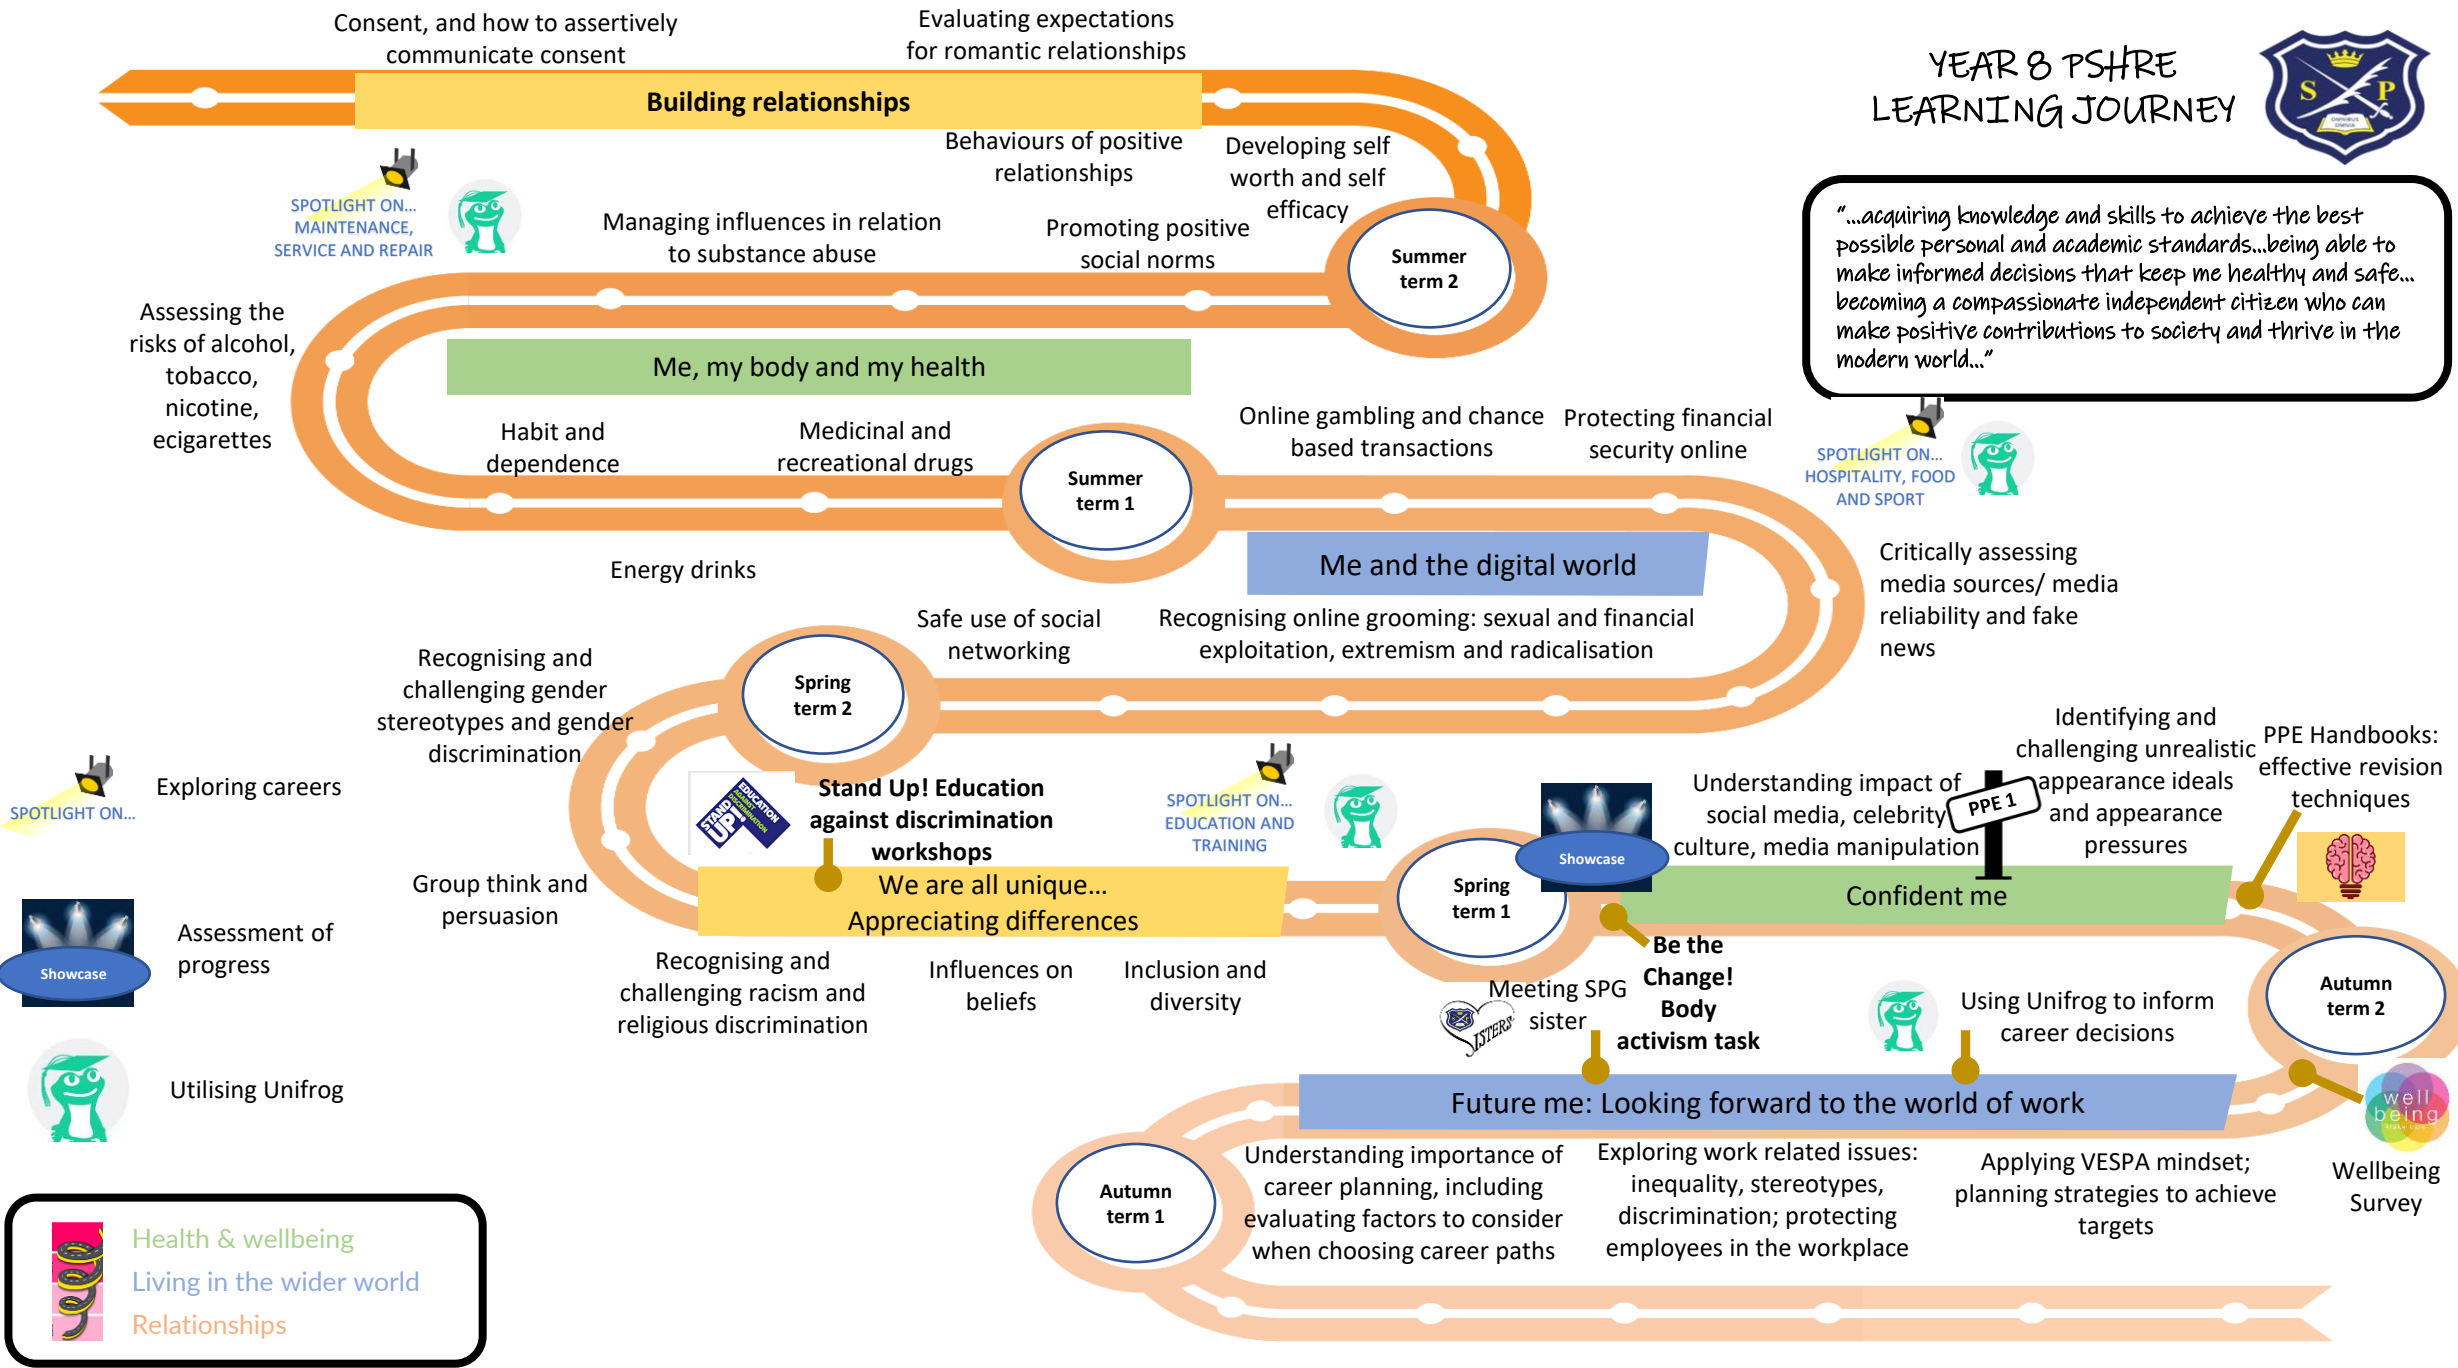 Consent, and how to assertively
communicate consent
Evaluating expectations
for romantic relationships
YEAR 8 PSHRE
LEARNING JOURNEY
S P
OMNIBUS
OMNIA
Building relationships
Behaviours of positive
relationships
Developing self
worth and self
efficacy
SPOTLIGHT ON...
MAINTENANCE,
SERVICE AND REPAIR
Managing influences in relation
to substance abuse
Promoting positive
social norms
Summer
term 2
"...acquiring knowledge and skills to achieve the best
possible personal and academic standards...being able to
make informed decisions that keep me healthy and safe...
becoming a compassionate independent citizen who can
make positive contributions to society and thrive in the
modern world..."
Assessing the
risks of alcohol,
tobacco,
nicotine,
ecigarettes
Me, my body and my health
Habit and
dependence
Medicinal and
recreational drugs
Summer
term 1
Online gambling and chance
based transactions
Protecting financial
security online
SPOTLIGHT ON...
HOSPITALITY, FOOD
AND SPORT
Energy drinks
Me and the digital world
Critically assessing
media sources/ media
reliability and fake
news
Safe use of social
networking
Recognising online grooming: sexual and financial
exploitation, extremism and radicalisation
Recognising and
challenging gender
stereotypes and gender
discrimination
Spring
term 2
Identifying and
challenging unrealistic
appearance ideals
and appearance
pressures
PPE Handbooks:
effective revision
techniques
SPOTLIGHT ON...
Exploring careers
STAND
UP!
EDUCATION
AGAINST
DISCRIMINATION
Stand Up! Education
against discrimination
workshops
SPOTLIGHT ON...
EDUCATION AND
TRAINING
Showcase
Understanding impact of
social media, celebrity
culture, media manipulation
PPE 1
Group think and
persuasion
We are all unique...
Appreciating differences
Spring
term 1
Confident me
Showcase
Assessment of
progress
Recognising and
challenging racism and
religious discrimination
Influences on
beliefs
Inclusion and
diversity
Meeting SPG
sister
SISTERS
Be the
Change!
Body
activism task
Using Unifrog to inform
career decisions
Autumn
term 2
Utilising Unifrog
Future me: Looking forward to the world of work
well
being
Autumn
term 1
Understanding importance of
career planning, including
evaluating factors to consider
when choosing career paths
Exploring work related issues:
inequality, stereotypes,
discrimination; protecting
employees in the workplace
Applying VESPA mindset;
planning strategies to achieve
targets
Wellbeing
Survey
Health & wellbeing
Living in the wider world
Relationships